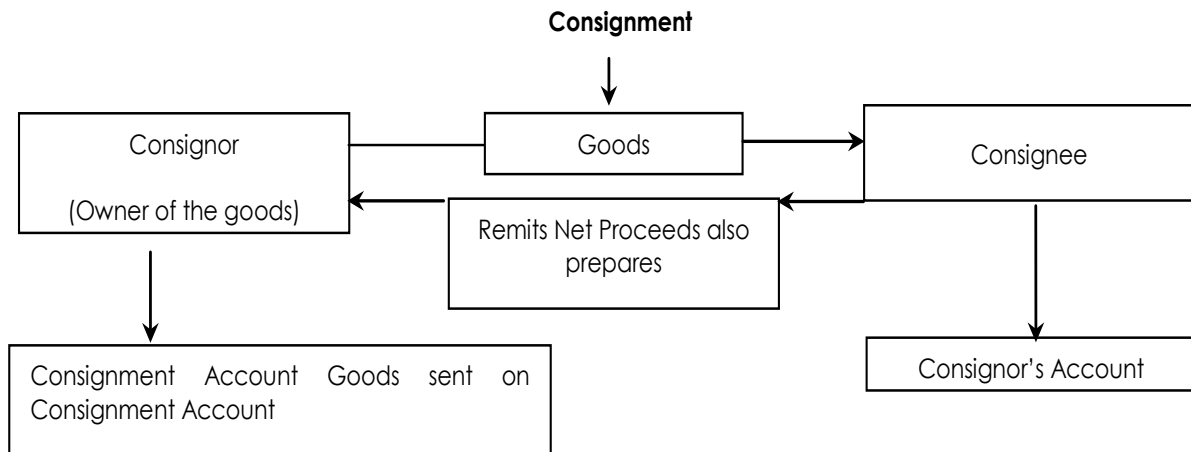 Consignment
Consignor
(Owner of the goods)
Goods
Consignee
Remits Net Proceeds also
prepares
Consignment Account Goods sent on
Consignment Account
Consignor’s Account